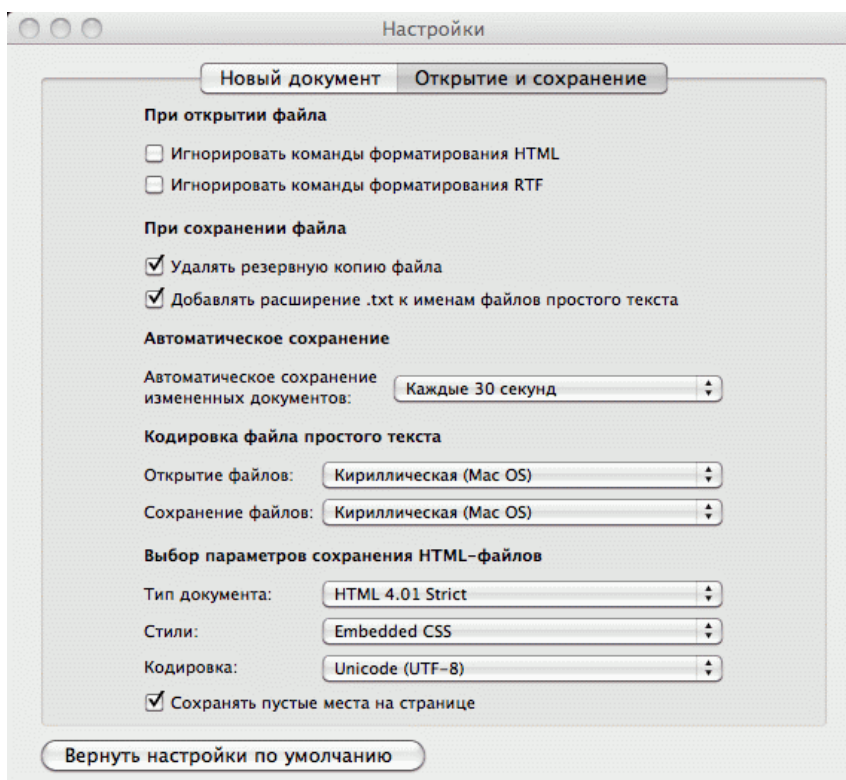 Настройки
Новый документ Открытие и сохранение
При открытии файла
Игнорировать команды форматирования HTML
Игнорировать команды форматирования RTF
При сохранении файла
Удалять резервную копию файла
Добавлять расширение .txt к именам файлов простого текста
Автоматическое сохранение
Автоматическое сохранение
измененных документов: Каждые 30 секунд
Кодировка файла простого текста
Открытие файлов: Кириллическая (Mac OS)
Сохранение файлов: Кириллическая (Mac OS)
Выбор параметров сохранения HTML-файлов
Тип документа: HTML 4.01 Strict
Стили: Embedded CSS
Кодировка: Unicode (UTF-8)
Сохранять пустые места на странице
Вернуть настройки по умолчанию